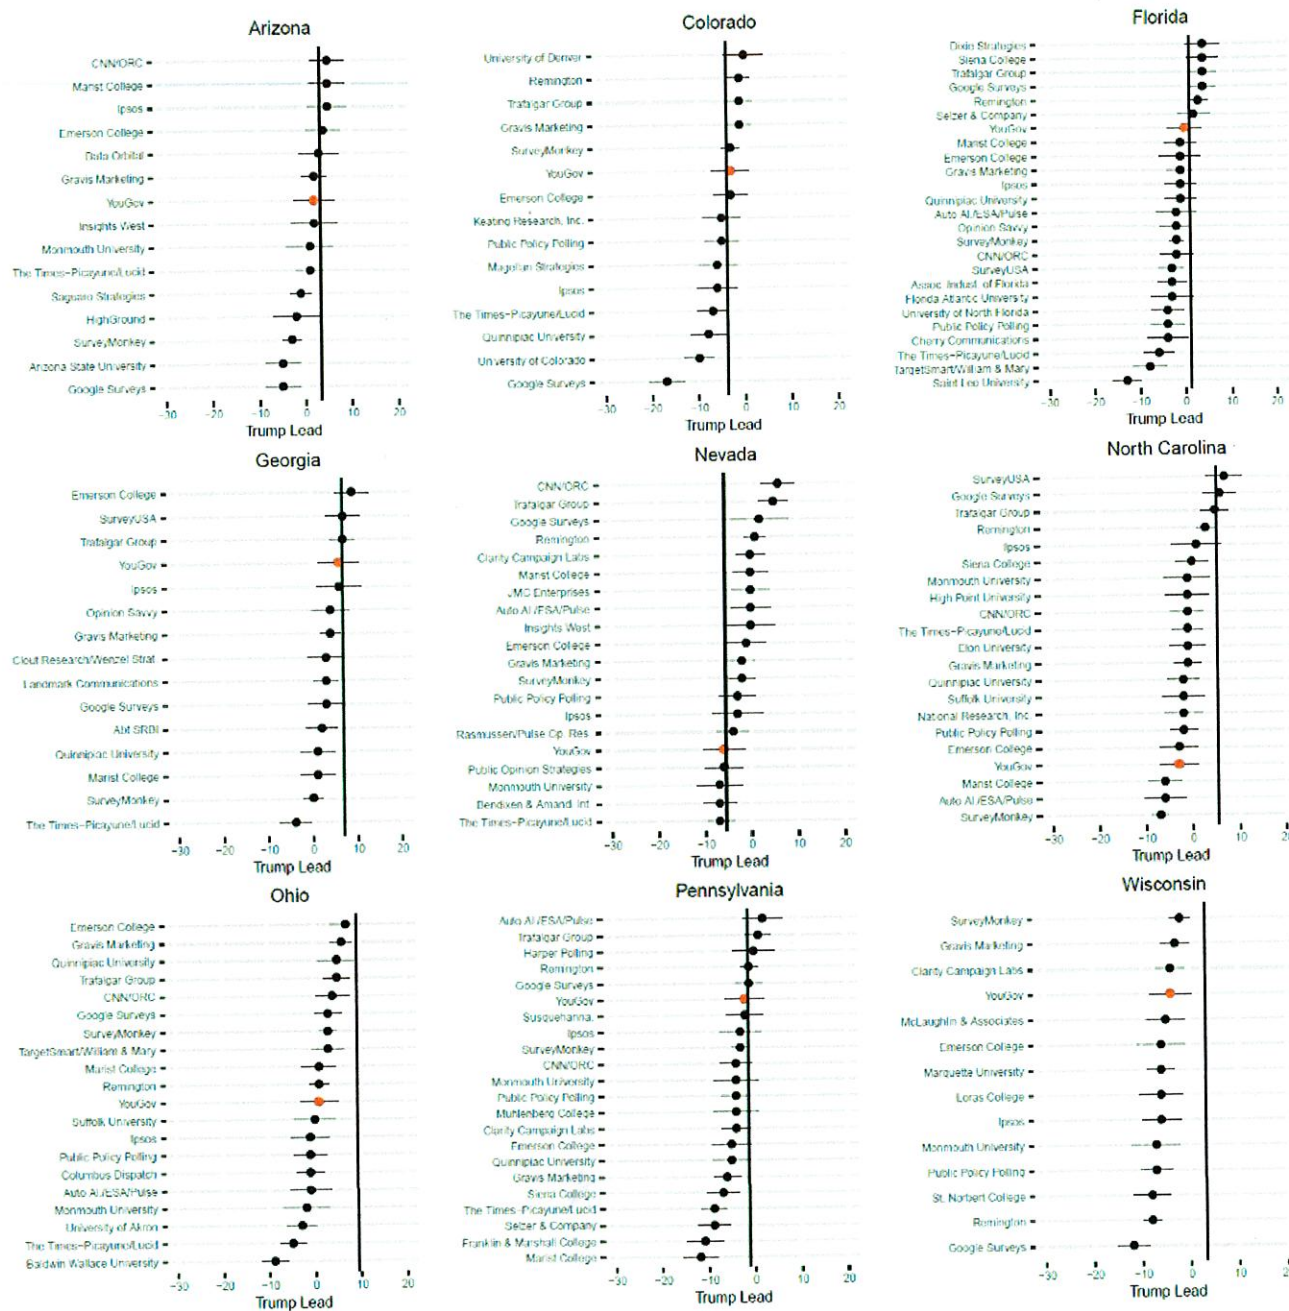 Arizona
CNN/ORC
Marist College
Ipsos
Emerson College
Data Orbital
Gravis Marketing
YouGov
Insights West
Monmouth University
The Times-Picayune/Lucid
Saguaro Strategies
HighGround
SurveyMonkey
Arizona State University
Google Surveys
-30 -20 -10 0 10 20
Trump Lead
Colorado
University of Denver
Remington
Trafalgar Group
Gravis Marketing
SurveyMonkey
YouGov
Emerson College
Keating Research, Inc.
Public Policy Polling
Magellan Strategies
Ipsos
The Times-Picayune/Lucid
Quinnipiac University
University of Colorado
Google Surveys
-30 -20 -10 0 10 20
Trump Lead
Florida
Dixie Strategies
Siena College
Trafalgar Group
Google Surveys
Remington
Selzer & Company
YouGov
Marist College
Emerson College
Gravis Marketing
Ipsos
Quinnipiac University
Auto Al./ESA/Pulse
Opinion Savvy
SurveyMonkey
CNN/ORC
SurveyUSA
Assoc. Indust. of Florida
Florida Atlantic University
University of North Florida
Public Policy Polling
Cherry Communications
The Times-Picayune/Lucid
TargetSmart/William & Mary
Saint Leo University
-30 -20 -10 0 10 20
Trump Lead
Georgia
Emerson College
SurveyUSA
Trafalgar Group
YouGov
Ipsos
Opinion Savvy
Gravis Marketing
Clout Research/Wenzel Strat.
Landmark Communications
Google Surveys
Abt SRBI
Quinnipiac University
Marist College
SurveyMonkey
The Times-Picayune/Lucid
-30 -20 -10 0 10 20
Trump Lead
Nevada
CNN/ORC
Trafalgar Group
Google Surveys
Remington
Clarity Campaign Labs
Marist College
JMC Enterprises
Auto Al./ESA/Pulse
Insights West
Emerson College
Gravis Marketing
SurveyMonkey
Public Policy Polling
Ipsos
Rasmussen/Pulse Op. Res.
YouGov
Public Opinion Strategies
Monmouth University
Bendixen & Amand. Int.
The Times-Picayune/Lucid
-30 -20 -10 0 10 20
Trump Lead
North Carolina
SurveyUSA
Google Surveys
Trafalgar Group
Remington
Ipsos
Siena College
Monmouth University
High Point University
CNN/ORC
The Times-Picayune/Lucid
Elon University
Gravis Marketing
Quinnipiac University
Suffolk University
National Research, Inc.
Public Policy Polling
Emerson College
YouGov
Marist College
Auto Al./ESA/Pulse
SurveyMonkey
-30 -20 -10 0 10 20
Trump Lead
Ohio
Emerson College
Gravis Marketing
Quinnipiac University
Trafalgar Group
CNN/ORC
Google Surveys
SurveyMonkey
TargetSmart/William & Mary
Marist College
Remington
YouGov
Suffolk University
Ipsos
Public Policy Polling
Columbus Dispatch
Auto Al./ESA/Pulse
Monmouth University
University of Akron
The Times-Picayune/Lucid
Baldwin Wallace University
-30 -20 -10 0 10 20
Trump Lead
Pennsylvania
Auto Al./ESA/Pulse
Trafalgar Group
Harper Polling
Remington
Google Surveys
YouGov
Susquehanna.
Ipsos
SurveyMonkey
CNN/ORC
Monmouth University
Public Policy Polling
Muhlenberg College
Clarity Campaign Labs
Emerson College
Quinnipiac University
Gravis Marketing
Siena College
The Times-Picayune/Lucid
Selzer & Company
Franklin & Marshall College
Marist College
-30 -20 -10 0 10 20
Trump Lead
Wisconsin
SurveyMonkey
Gravis Marketing
Clarity Campaign Labs
YouGov
McLaughlin & Associates
Emerson College
Marquette University
Loras College
Ipsos
Monmouth University
Public Policy Polling
St. Norbert College
Remington
Google Surveys
-30 -20 -10 0 10 20
Trump Lead